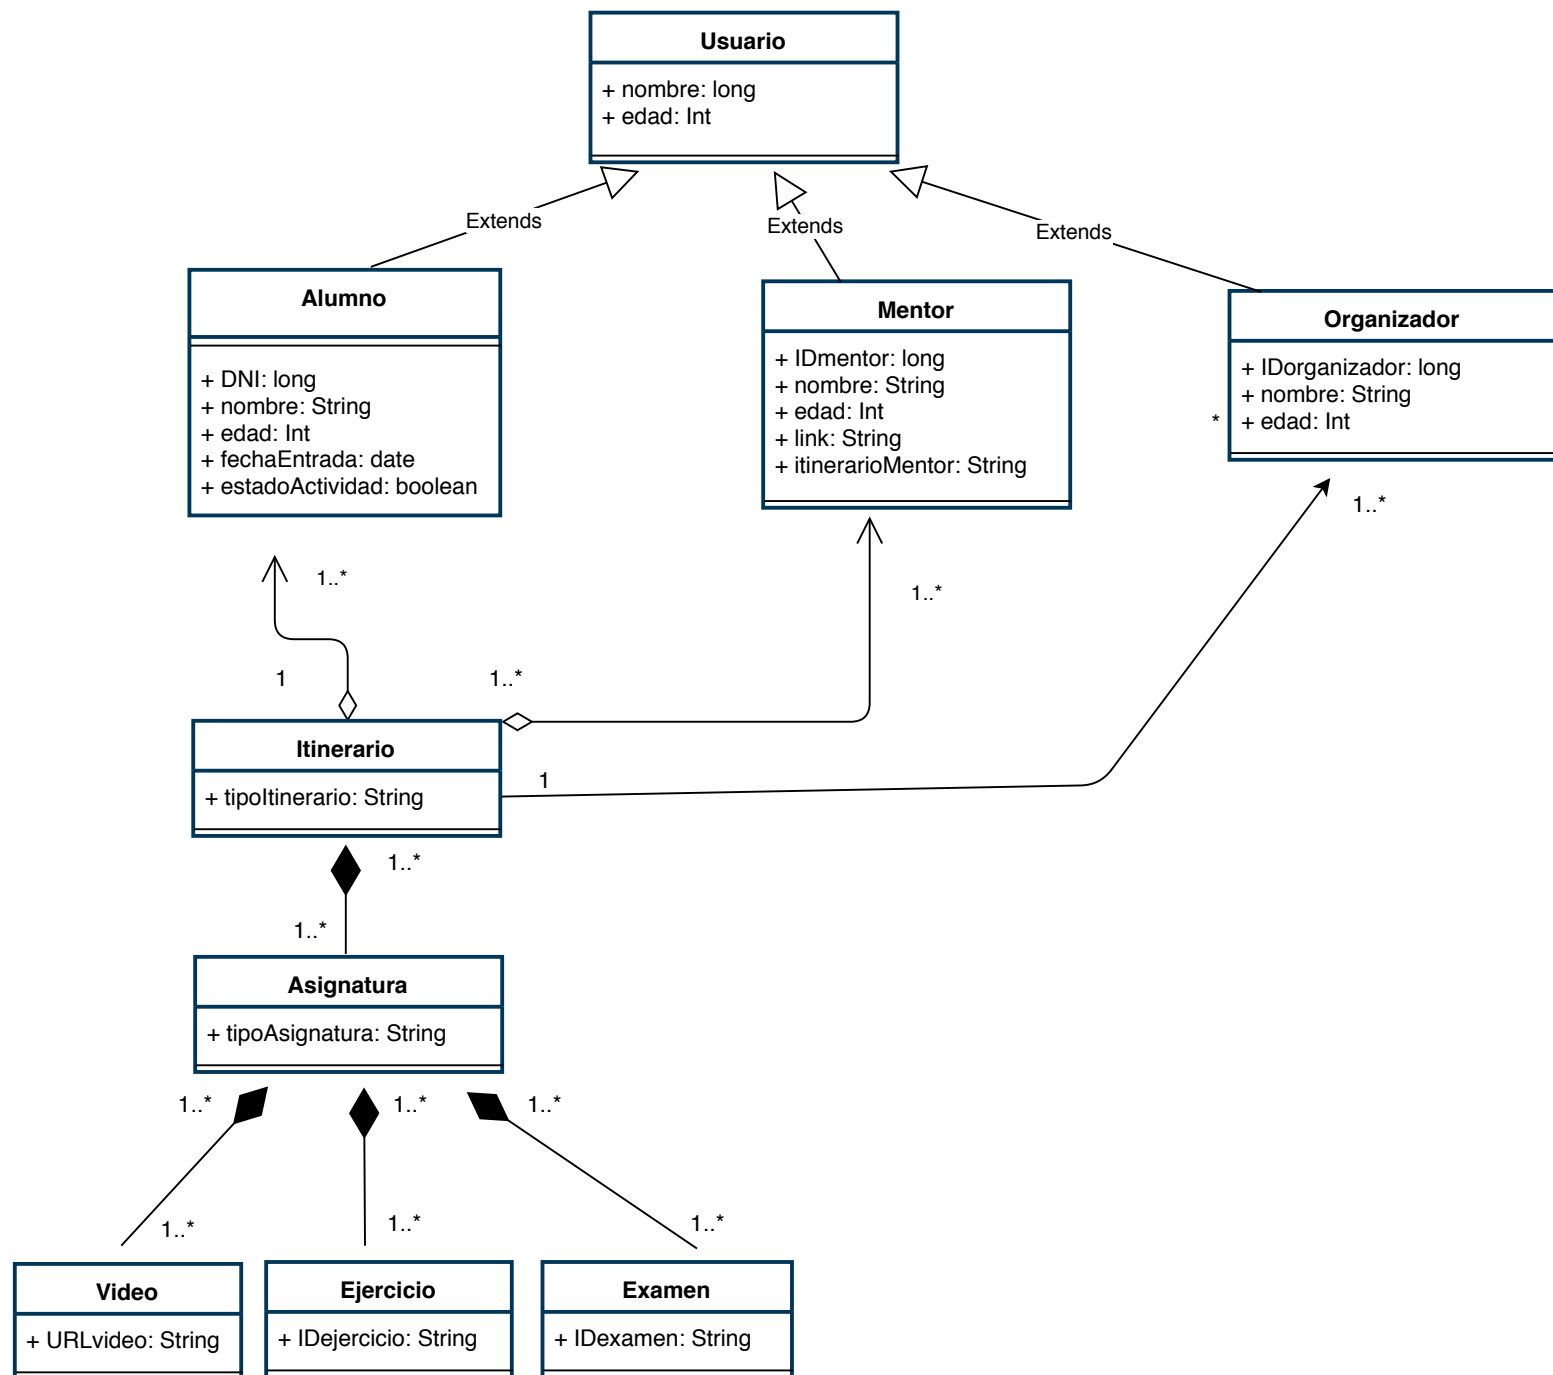 Usuario
+ nombre: long
+ edad: Int
Extends
Extends
Extends
Alumno
+ DNI: long
+ nombre: String
+ edad: Int
+ fechaEntrada: date
+ estadoActividad: boolean
Mentor
+ IDmentor: long
+ nombre: String
+ edad: Int
+ link: String
+ itinerarioMentor: String
Organizador
+ IDorganizador: long
+ nombre: String
+ edad: Int
*
1..*
1..*
1..*
1
1..*
Itinerario
+ tipoItinerario: String
1
1..*
1..*
Asignatura
+ tipoAsignatura: String
1..*
1..*
1..*
1..*
1..*
1..*
Video
+ URLvideo: String
Ejercicio
+ IDejercicio: String
Examen
+ IDexamen: String